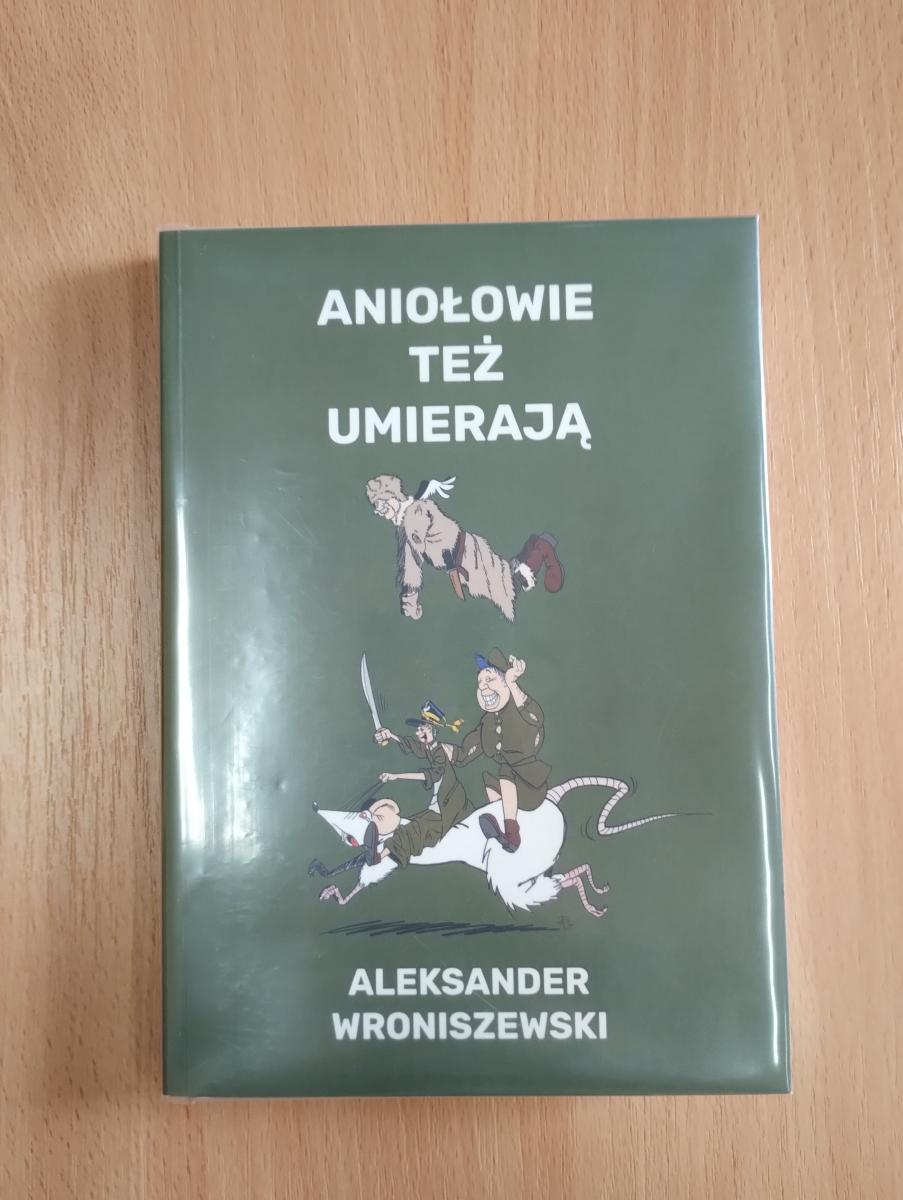 ANIOŁOWIE
TEŻ
UMIERAJĄ
ALEKSANDER
WRONISZEWSKI